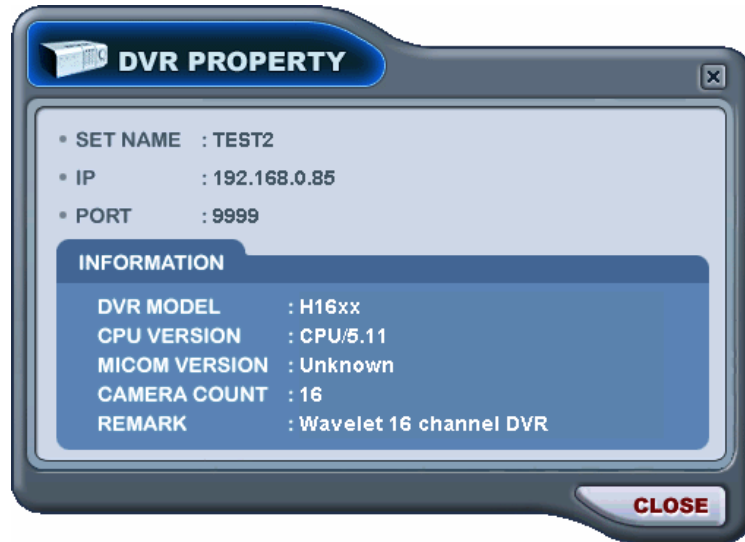 DVR PROPERTY
• SET NAME : TEST2
• IP : 192.168.0.85
• PORT : 9999
INFORMATION
DVR MODEL : H16xx
CPU VERSION : CPU/5.11
MICOM VERSION : Unknown
CAMERA COUNT : 16
REMARK : Wavelet 16 channel DVR
CLOSE